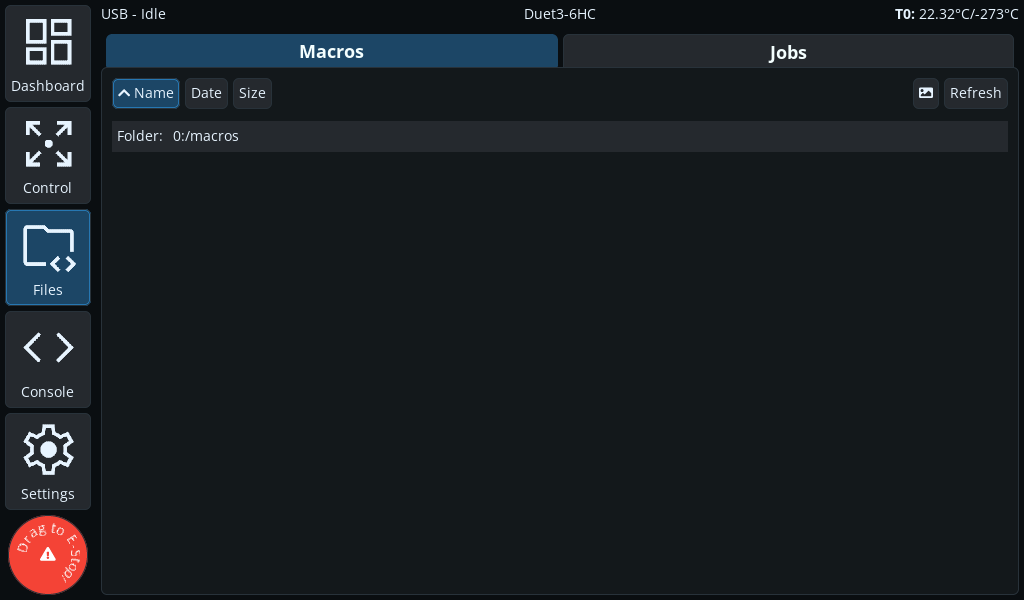 USB - Idle
Duet3-6HC
T0: 22.32°C/-273°C
Dashboard
Control
Files
Console
Settings
Drag to E-Stop!
Macros
Jobs
Name
Date
Size
Refresh
Folder: 0:/macros